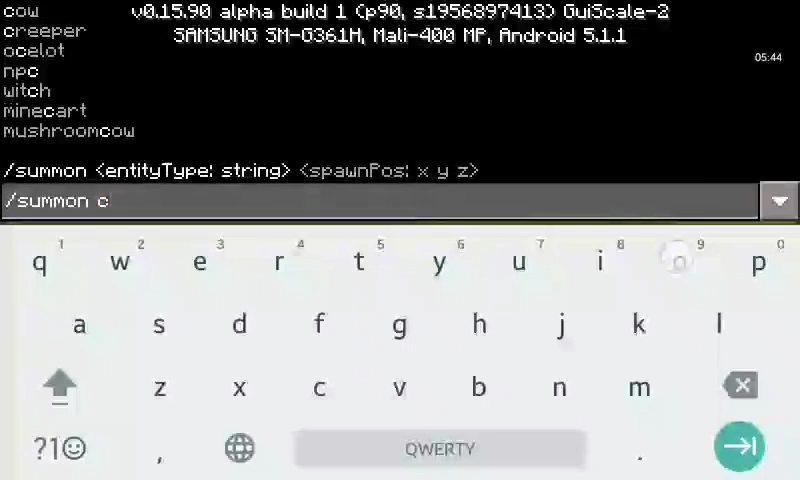 cow
v0.15.90 alpha build 1 (p90, s1956897413) GuiScale-2
creeper
SAMSUNG SM-G361H, Mali-400 MP, Android 5.1.1
ocelot
05:44
npc
witch
minecart
mushroomcow
/summon <entityType: string> <spawnPos: x y z>
/summon c
1 2 3 4 5 6 7 8 9 0
q w e r t y u i o p
a s d f g h j k l
z x c v b n m
?1☺ , QWERTY .